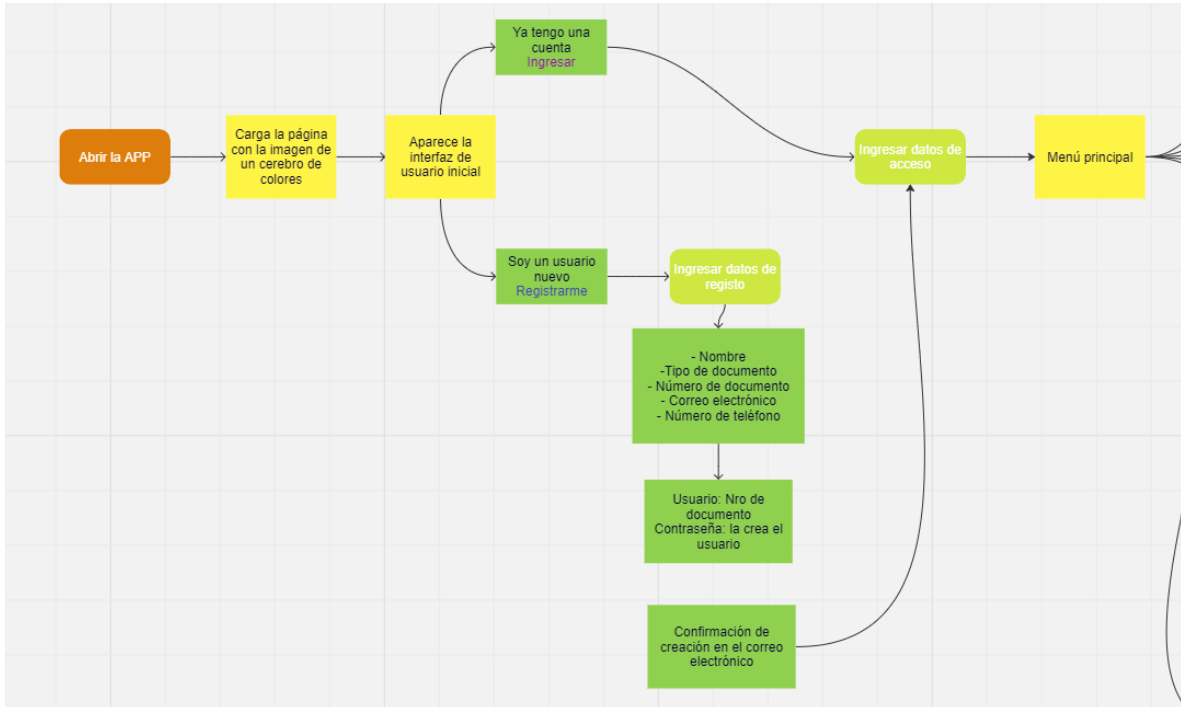 Abrir la APP
Carga la página
con la imagen de
un cerebro de
colores
Aparece la
interfaz de
usuario inicial
Ya tengo una
cuenta
Ingresar
Soy un usuario
nuevo
Registrarme
Ingresar datos de
registo
- Nombre
-Tipo de documento
- Número de documento
- Correo electrónico
- Número de teléfono
Usuario: Nro de
documento
Contraseña: la crea el
usuario
Confirmación de
creación en el correo
electrónico
Ingresar datos de
acceso
Menú principal